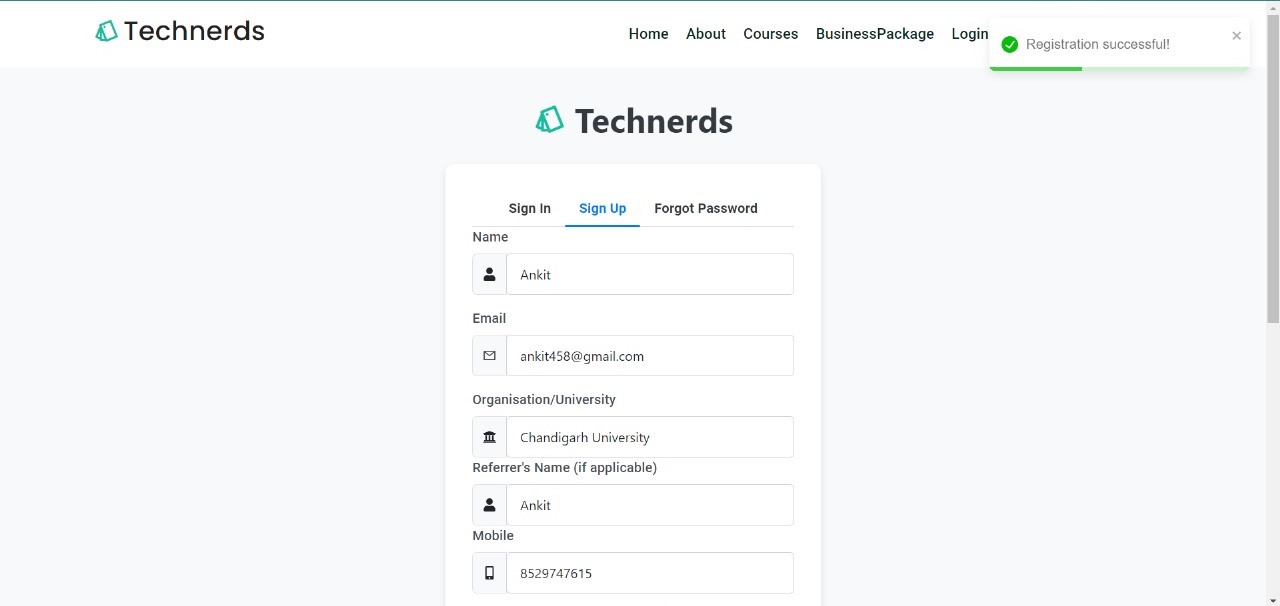 Technerds
Home About Courses BusinessPackage Login
Registration successful!
Technerds
Sign In Sign Up Forgot Password
Name
Ankit
Email
ankit458@gmail.com
Organisation/University
Chandigarh University
Referrer's Name (if applicable)
Ankit
Mobile
8529747615